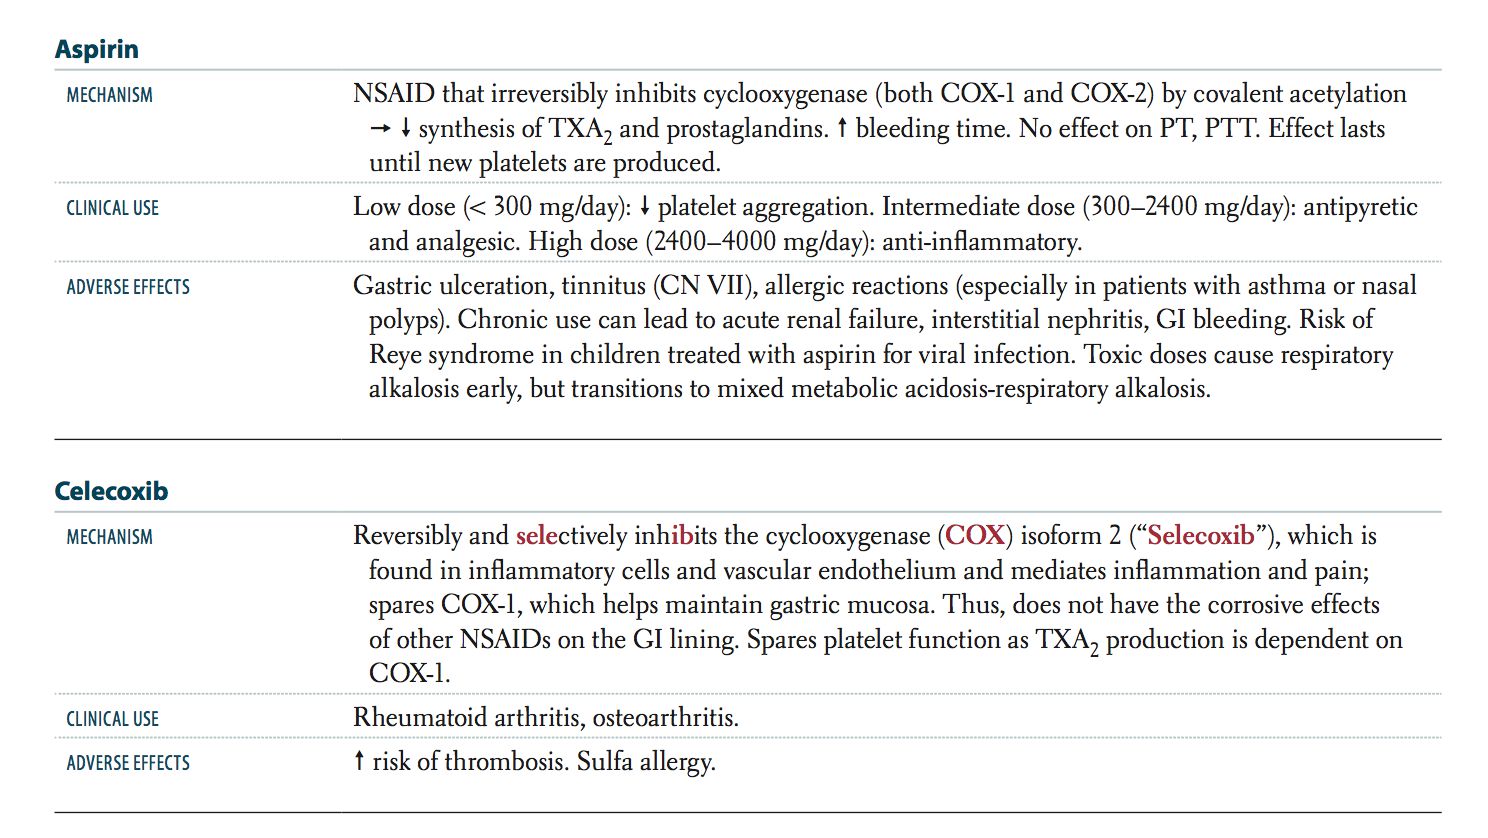 Aspirin
MECHANISM
NSAID that irreversibly inhibits cyclooxygenase (both COX-1 and COX-2) by covalent acetylation
→ ↓ synthesis of TXA₂ and prostaglandins. ↑ bleeding time. No effect on PT, PTT. Effect lasts
until new platelets are produced.
CLINICAL USE
Low dose (< 300 mg/day): ↓ platelet aggregation. Intermediate dose (300–2400 mg/day): antipyretic
and analgesic. High dose (2400–4000 mg/day): anti-inflammatory.
ADVERSE EFFECTS
Gastric ulceration, tinnitus (CN VII), allergic reactions (especially in patients with asthma or nasal
polyps). Chronic use can lead to acute renal failure, interstitial nephritis, GI bleeding. Risk of
Reye syndrome in children treated with aspirin for viral infection. Toxic doses cause respiratory
alkalosis early, but transitions to mixed metabolic acidosis-respiratory alkalosis.
Celecoxib
MECHANISM
Reversibly and selectively inhibits the cyclooxygenase (COX) isoform 2 (“Selecoxib”), which is
found in inflammatory cells and vascular endothelium and mediates inflammation and pain;
spares COX-1, which helps maintain gastric mucosa. Thus, does not have the corrosive effects
of other NSAIDs on the GI lining. Spares platelet function as TXA₂ production is dependent on
COX-1.
CLINICAL USE
Rheumatoid arthritis, osteoarthritis.
ADVERSE EFFECTS
↑ risk of thrombosis. Sulfa allergy.